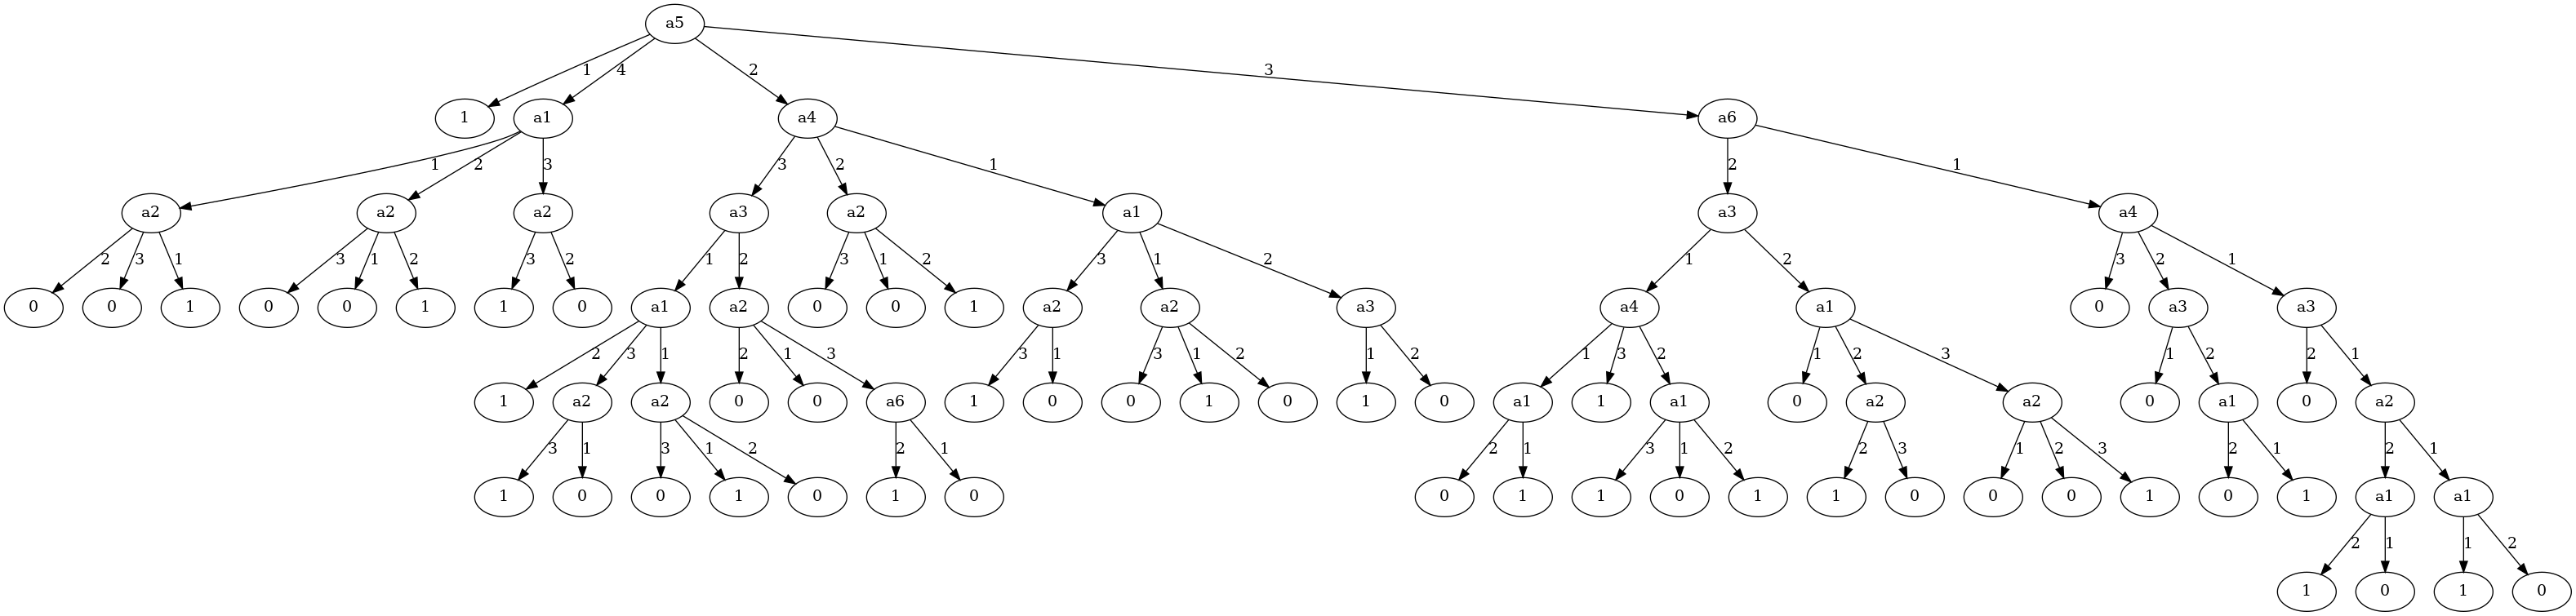 a5
1 4 2 3
1 a1 a4 a6
1 2 3 3 2 1 2 1
a2 a2 a2 a3 a2 a1 a3 a4
2 3 1 3 1 2 3 2 1 2 3 1 2 3 1 2 1 2 3 2 1
0 0 1 0 0 1 1 0 a1 a2 0 0 1 a2 a2 a3 a4 a1 0 a3 a3
2 3 1 2 1 3 3 1 3 1 2 1 2 1 3 2 1 2 3 1 2 2 1
1 a2 a2 0 0 a6 1 0 0 1 0 1 0 a1 1 a1 0 a2 a2 0 a1 0 a2
3 1 3 1 2 2 1 2 1 3 1 2 2 3 1 2 3 2 1 2 1
1 0 0 1 0 1 0 0 1 1 0 1 1 0 0 0 1 0 1 a1 a1
2 1 1 2
1 0 1 0